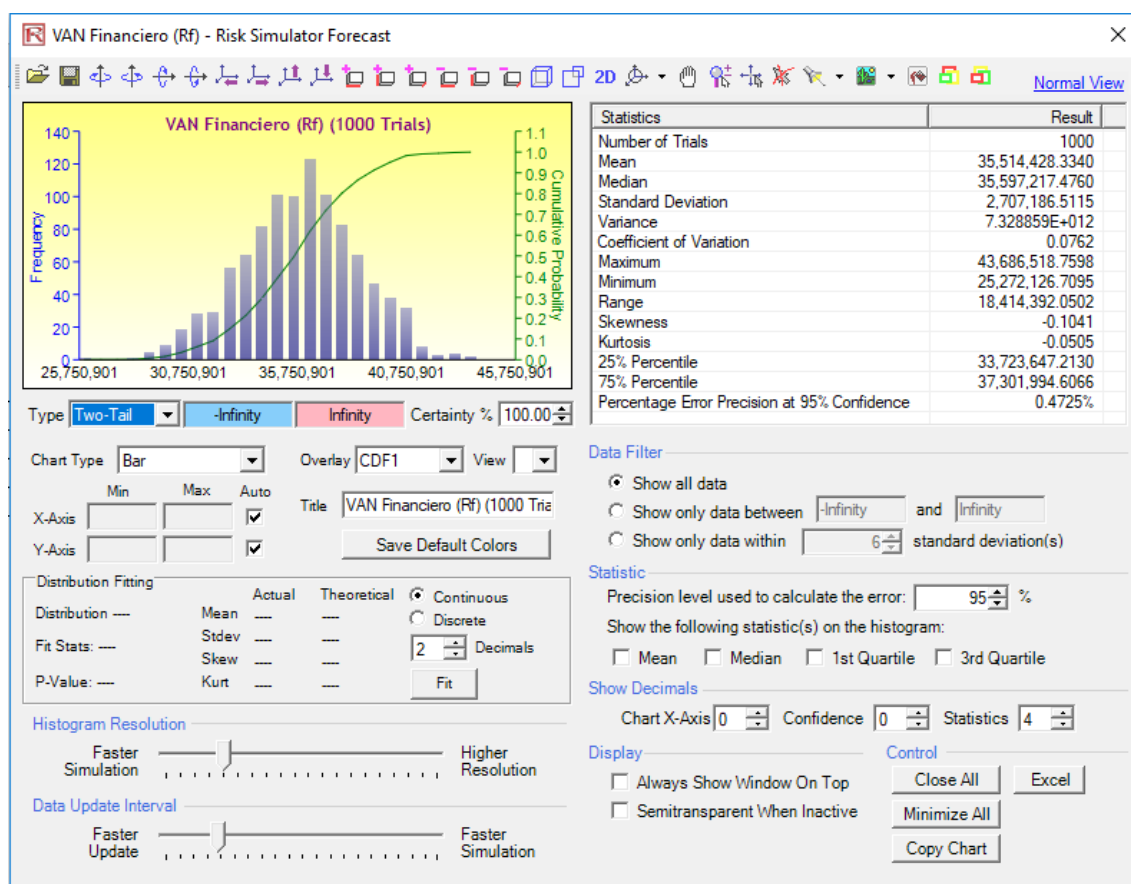 VAN Financiero (Rf) - Risk Simulator Forecast
2D
Normal View
VAN Financiero (Rf) (1000 Trials)
Frequency
140
120
100
80
60
40
20
0
1.1
1.0
0.9
0.8
0.7
0.6
0.5
0.4
0.3
0.2
0.1
0.0
Cumulative Probability
25,750,901 30,750,901 35,750,901 40,750,901 45,750,901
Statistics Result
Number of Trials 1000
Mean 35,514,428.3340
Median 35,597,217.4760
Standard Deviation 2,707,186.5115
Variance 7.328859E+012
Coefficient of Variation 0.0762
Maximum 43,686,518.7598
Minimum 25,272,126.7095
Range 18,414,392.0502
Skewness -0.1041
Kurtosis -0.0505
25% Percentile 33,723,647.2130
75% Percentile 37,301,994.6066
Percentage Error Precision at 95% Confidence 0.4725%
Type Two-Tail -Infinity Infinity Certainty % 100.00
Chart Type Bar Overlay CDF1 View
Min Max Auto
X-Axis
Y-Axis
Title VAN Financiero (Rf) (1000 Tria
Save Default Colors
Distribution Fitting
Actual Theoretical
Distribution ---- Mean ---- ----
Stdev ---- ----
Fit Stats: ---- Skew ---- ----
P-Value: ---- Kurt ---- ----
Continuous
Discrete
2 Decimals
Fit
Histogram Resolution
Faster Simulation
Higher Resolution
Data Update Interval
Faster Update
Faster Simulation
Data Filter
Show all data
Show only data between -Infinity and Infinity
Show only data within 6 standard deviation(s)
Statistic
Precision level used to calculate the error: 95 %
Show the following statistic(s) on the histogram:
Mean Median 1st Quartile 3rd Quartile
Show Decimals
Chart X-Axis 0 Confidence 0 Statistics 4
Display
Always Show Window On Top
Semitransparent When Inactive
Control
Close All Excel
Minimize All
Copy Chart